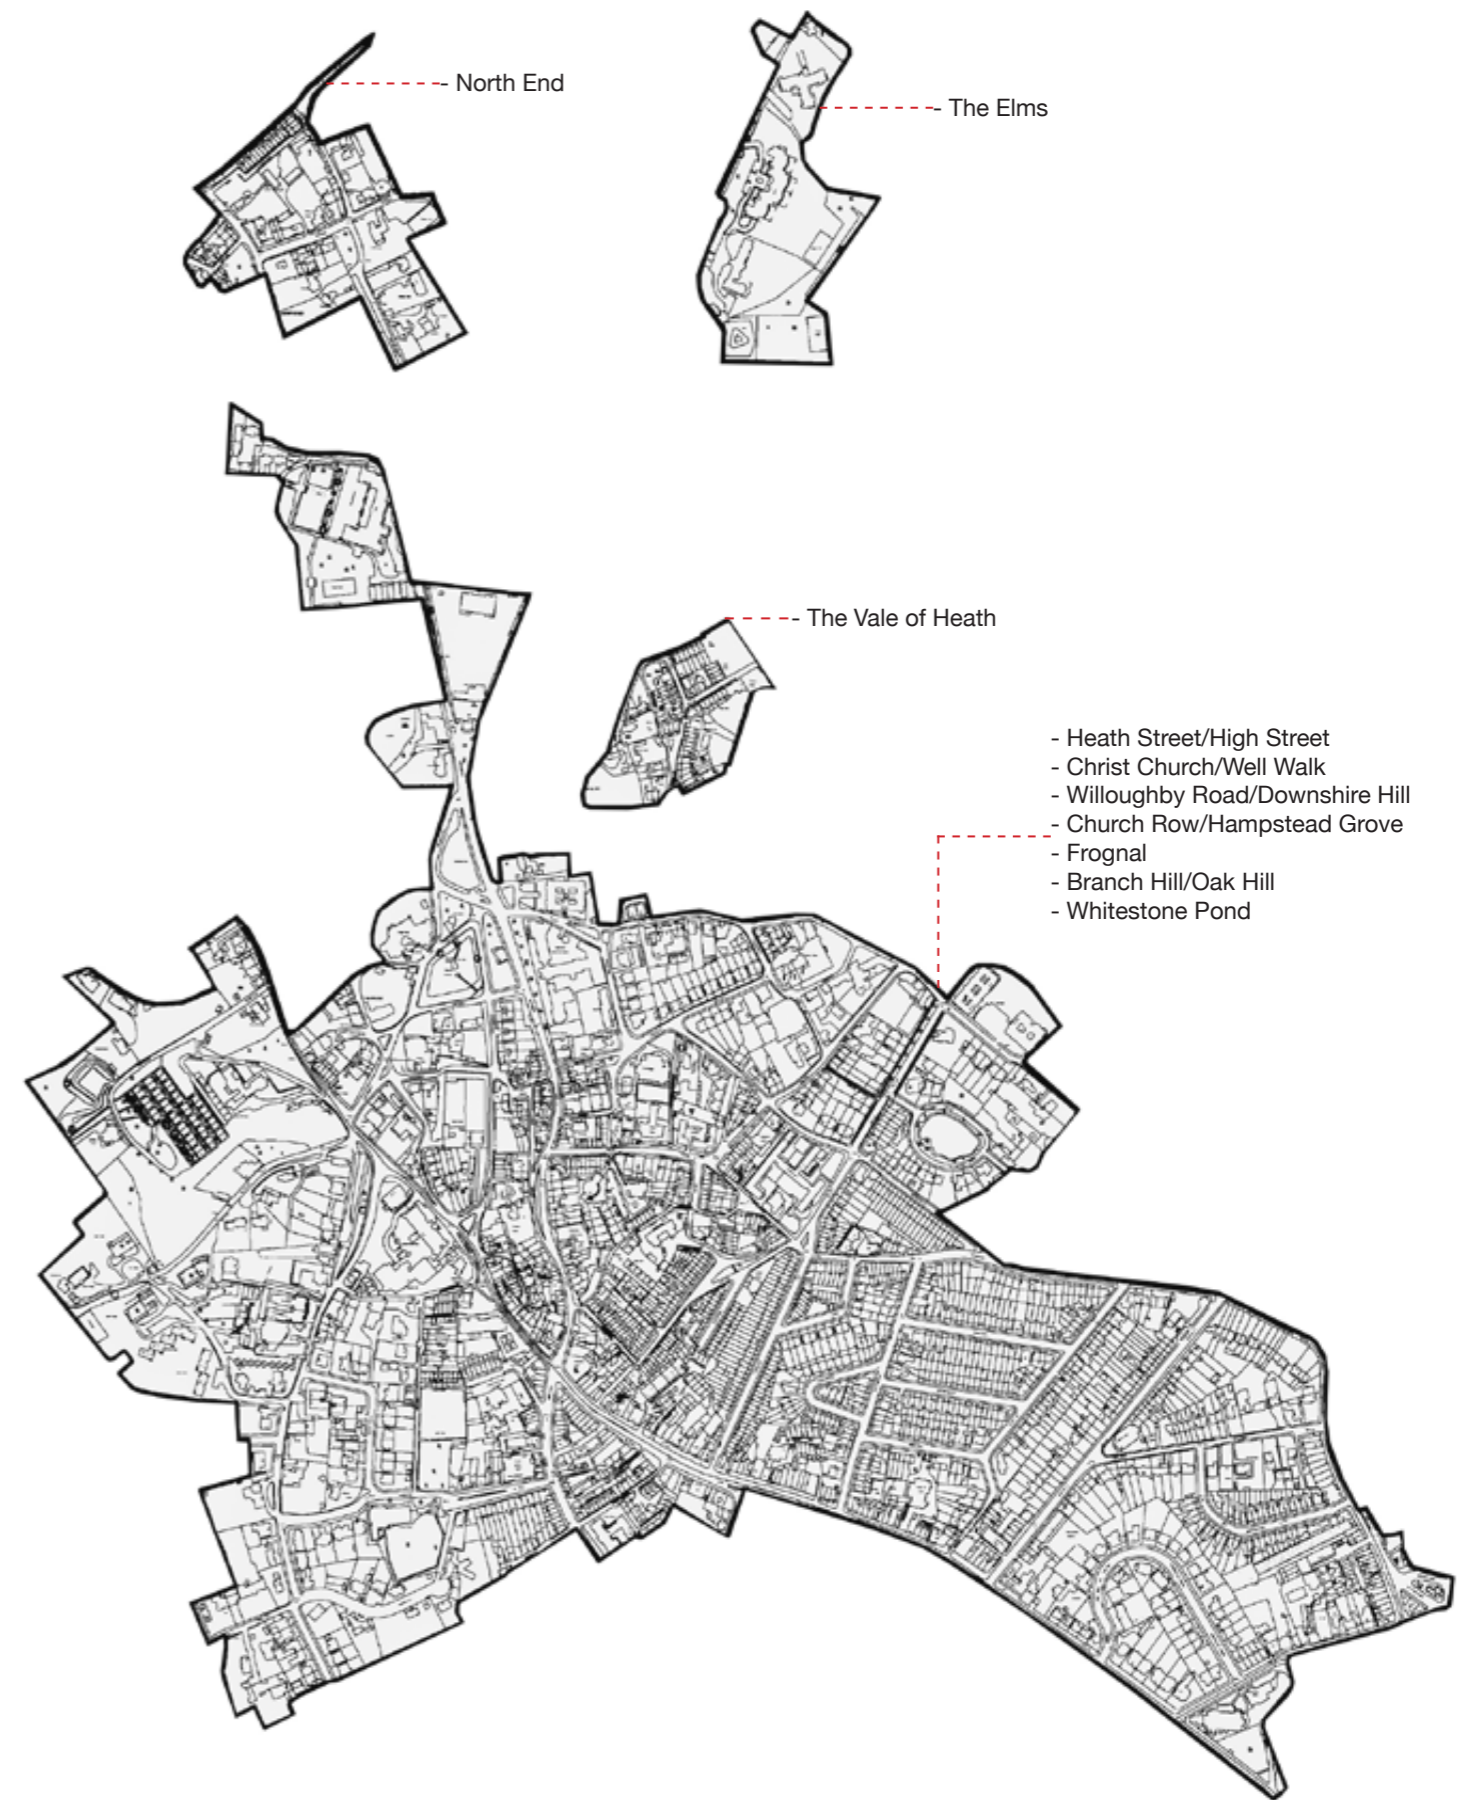 - North End
- The Elms
- The Vale of Heath
- Heath Street/High Street
- Christ Church/Well Walk
- Willoughby Road/Downshire Hill
- Church Row/Hampstead Grove
- Frognal
- Branch Hill/Oak Hill
- Whitestone Pond